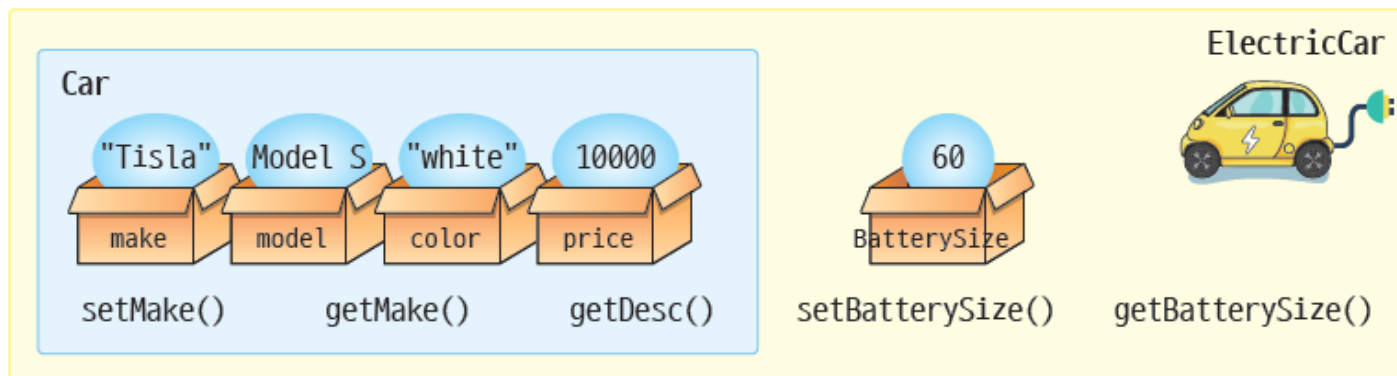 ElectricCar
Car
"Tisla" Model S "white" 10000 60
make model color price BatterySize
setMake() getMake() getDesc() setBatterySize() getBatterySize()